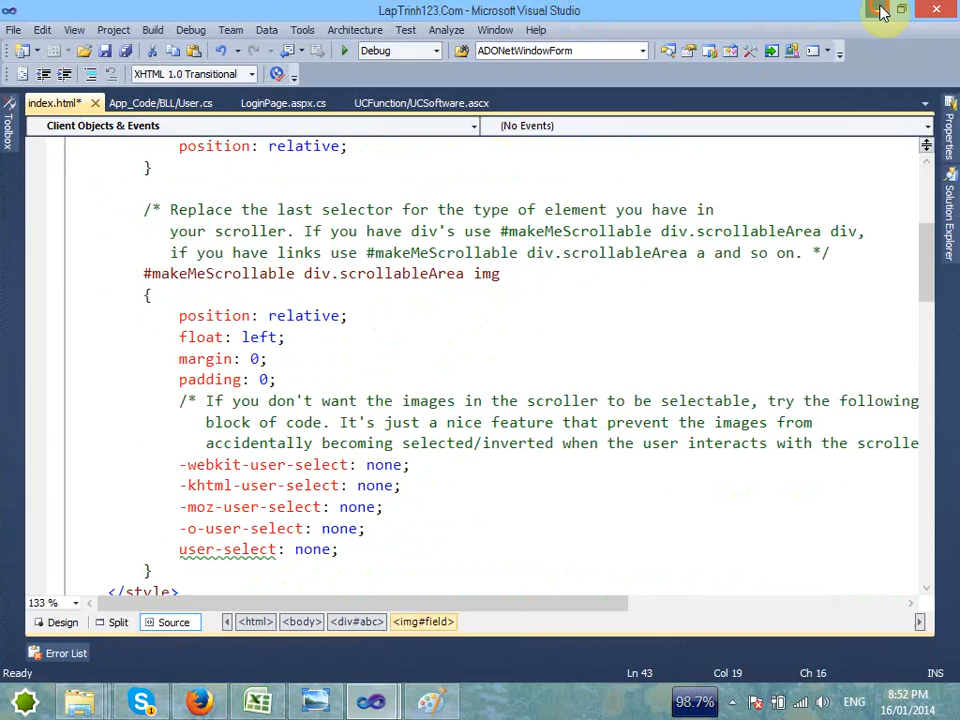 LapTrinh123.Com - Microsoft Visual Studio
File Edit View Project Build Debug Team Data Tools Architecture Test Analyze Window Help
Debug ADONetWindowForm
XHTML 1.0 Transitional
index.html* App_Code/BLL/User.cs LoginPage.aspx.cs UCFunction/UCSoftware.ascx
Client Objects & Events (No Events)
Toolbox
Properties
Solution Explorer
position: relative;
}
/* Replace the last selector for the type of element you have in
your scroller. If you have div's use #makeMeScrollable div.scrollableArea div,
if you have links use #makeMeScrollable div.scrollableArea a and so on. */
#makeMeScrollable div.scrollableArea img
{
position: relative;
float: left;
margin: 0;
padding: 0;
/* If you don't want the images in the scroller to be selectable, try the following
block of code. It's just a nice feature that prevent the images from
accidentally becoming selected/inverted when the user interacts with the scrolle
-webkit-user-select: none;
-khtml-user-select: none;
-moz-user-select: none;
-o-user-select: none;
user-select: none;
}
</style>
133 %
Design Split Source <html> <body> <div#abc> <img#field>
Error List
Ready Ln 43 Col 19 Ch 16 INS
98.7% ENG 8:52 PM
16/01/2014